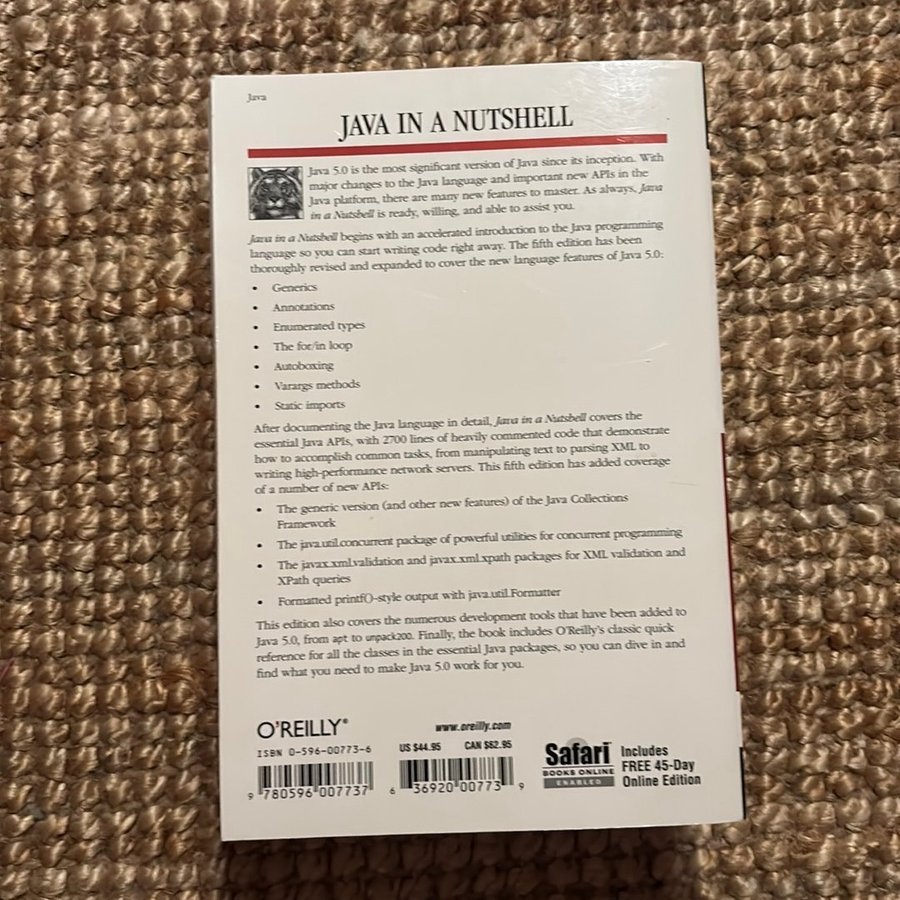 Java
JAVA IN A NUTSHELL
Java 5.0 is the most significant version of Java since its inception. With
major changes to the Java language and important new APIs in the
Java platform, there are many new features to master. As always, Java
in a Nutshell is ready, willing, and able to assist you.
Java in a Nutshell begins with an accelerated introduction to the Java programming
language so you can start writing code right away. The fifth edition has been
thoroughly revised and expanded to cover the new language features of Java 5.0:
• Generics
• Annotations
• Enumerated types
• The for/in loop
• Autoboxing
• Varargs methods
• Static imports
After documenting the Java language in detail, Java in a Nutshell covers the
essential Java APIs, with 2700 lines of heavily commented code that demonstrate
how to accomplish common tasks, from manipulating text to parsing XML to
writing high-performance network servers. This fifth edition has added coverage
of a number of new APIs:
• The generic version (and other new features) of the Java Collections
Framework
• The java.util.concurrent package of powerful utilities for concurrent programming
• The javax.xml.validation and javax.xml.xpath packages for XML validation and
XPath queries
• Formatted printf()-style output with java.util.Formatter
This edition also covers the numerous development tools that have been added to
Java 5.0, from apt to unpack200. Finally, the book includes O'Reilly's classic quick
reference for all the classes in the essential Java packages, so you can dive in and
find what you need to make Java 5.0 work for you.
O'REILLY®
www.oreilly.com
ISBN 0-596-00773-6
US $44.95 CAN $62.95
9 780596 007737
6 36920 00773 9
Safari
BOOKS ONLINE
ENABLED
Includes
FREE 45-Day
Online Edition